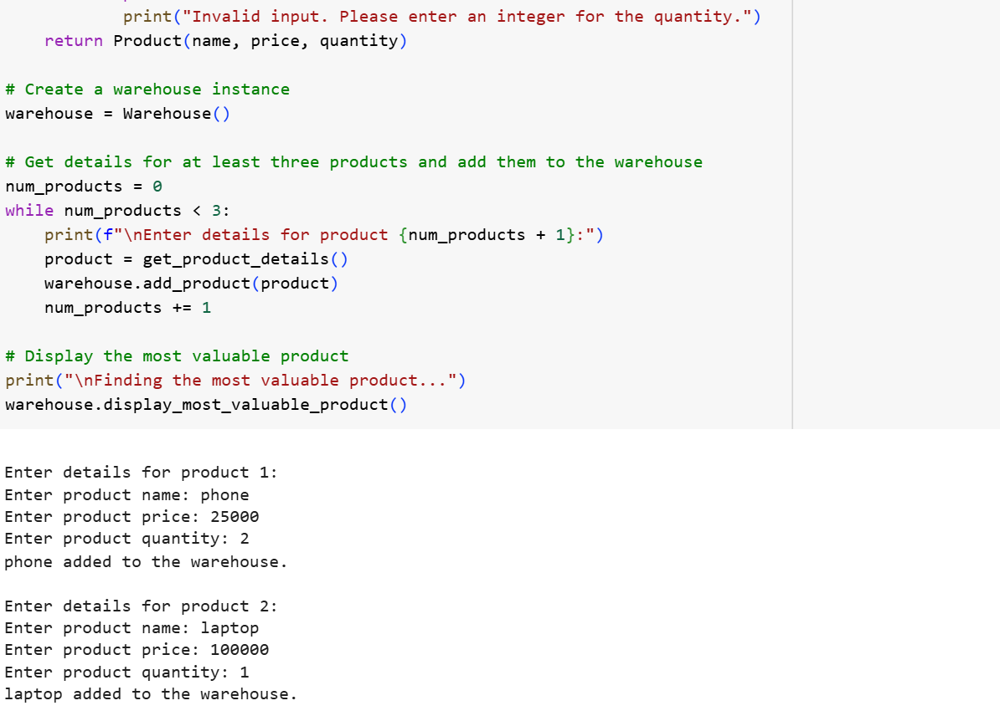 print("Invalid input. Please enter an integer for the quantity.")
    return Product(name, price, quantity)

# Create a warehouse instance
warehouse = Warehouse()

# Get details for at least three products and add them to the warehouse
num_products = 0
while num_products < 3:
    print(f"\nEnter details for product {num_products + 1}:")
    product = get_product_details()
    warehouse.add_product(product)
    num_products += 1

# Display the most valuable product
print("\nFinding the most valuable product...")
warehouse.display_most_valuable_product()

Enter details for product 1:
Enter product name: phone
Enter product price: 25000
Enter product quantity: 2
phone added to the warehouse.

Enter details for product 2:
Enter product name: laptop
Enter product price: 100000
Enter product quantity: 1
laptop added to the warehouse.